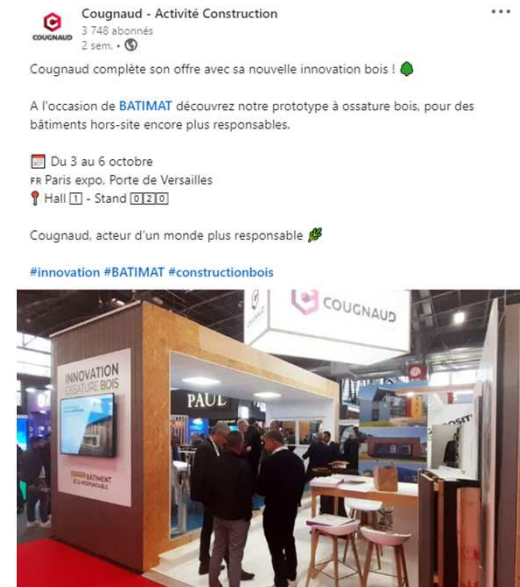 Cougnaud - Activité Construction
3 748 abonnés
2 sem. •
COUGNAUD
Cougnaud complète son offre avec sa nouvelle innovation bois !
A l'occasion de BATIMAT découvrez notre prototype à ossature bois, pour des
bâtiments hors-site encore plus responsables.
Du 3 au 6 octobre
FR Paris expo, Porte de Versailles
Hall 1 - Stand 020
Cougnaud, acteur d'un monde plus responsable
#innovation #BATIMAT #constructionbois
COUGNAUD
INNOVATION
OSSATURE BOIS
PAUL
BÂTIMENT
ÉCO-RESPONSABLE